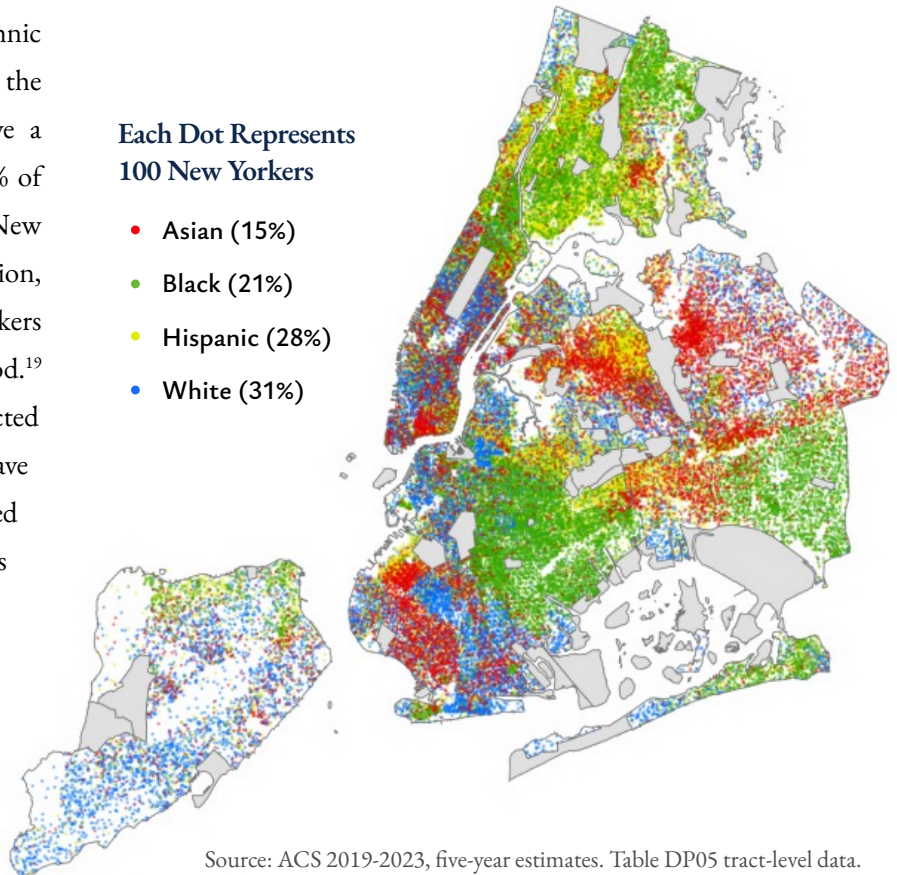 hnic
the
ve a
% of
New
ion,
kers
od.19
cted
ave
ed
s
Each Dot Represents
100 New Yorkers
Asian (15%)
Black (21%)
Hispanic (28%)
White (31%)
Source: ACS 2019-2023, five-year estimates. Table DP05 tract-level data.